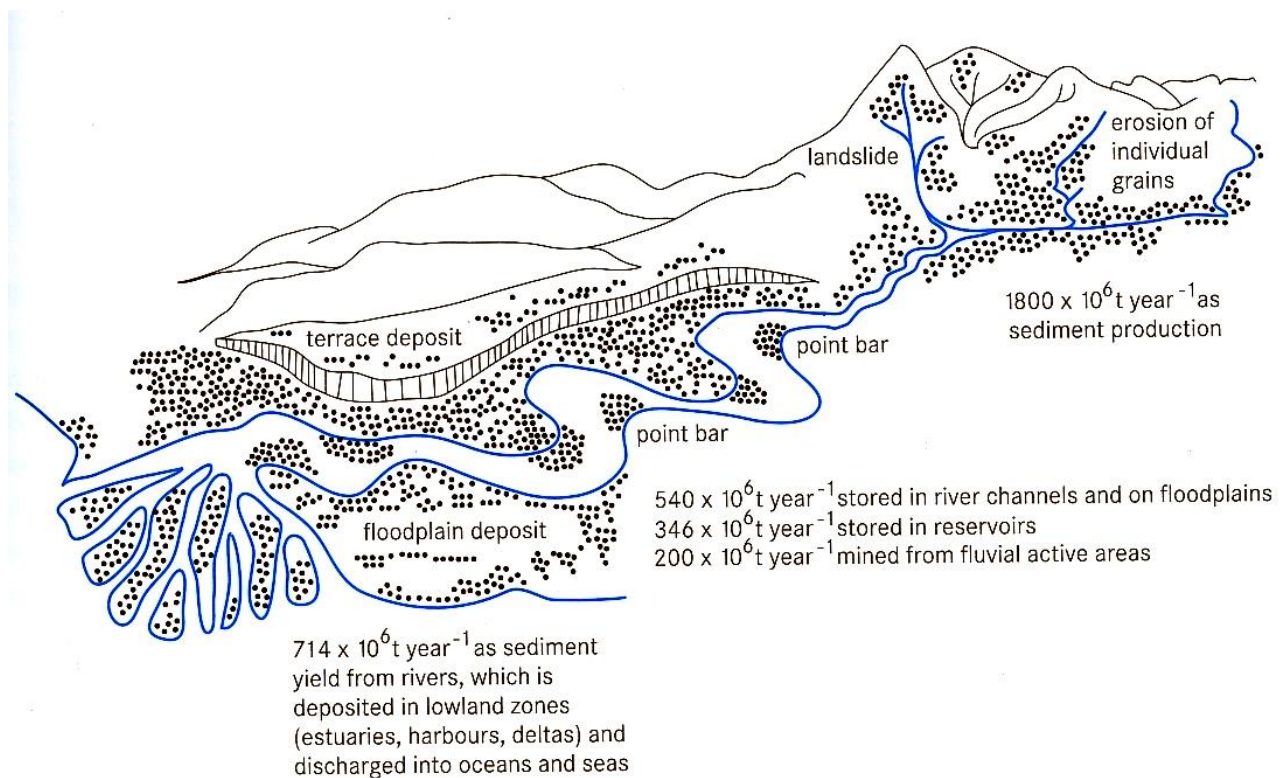 landslide
erosion of
individual
grains
1800 x 10⁶t year⁻¹as
sediment production
terrace deposit
point bar
point bar
540 x 10⁶t year⁻¹stored in river channels and on floodplains
346 x 10⁶t year⁻¹stored in reservoirs
200 x 10⁶t year⁻¹mined from fluvial active areas
floodplain deposit
714 x 10⁶t year⁻¹as sediment
yield from rivers, which is
deposited in lowland zones
(estuaries, harbours, deltas) and
discharged into oceans and seas